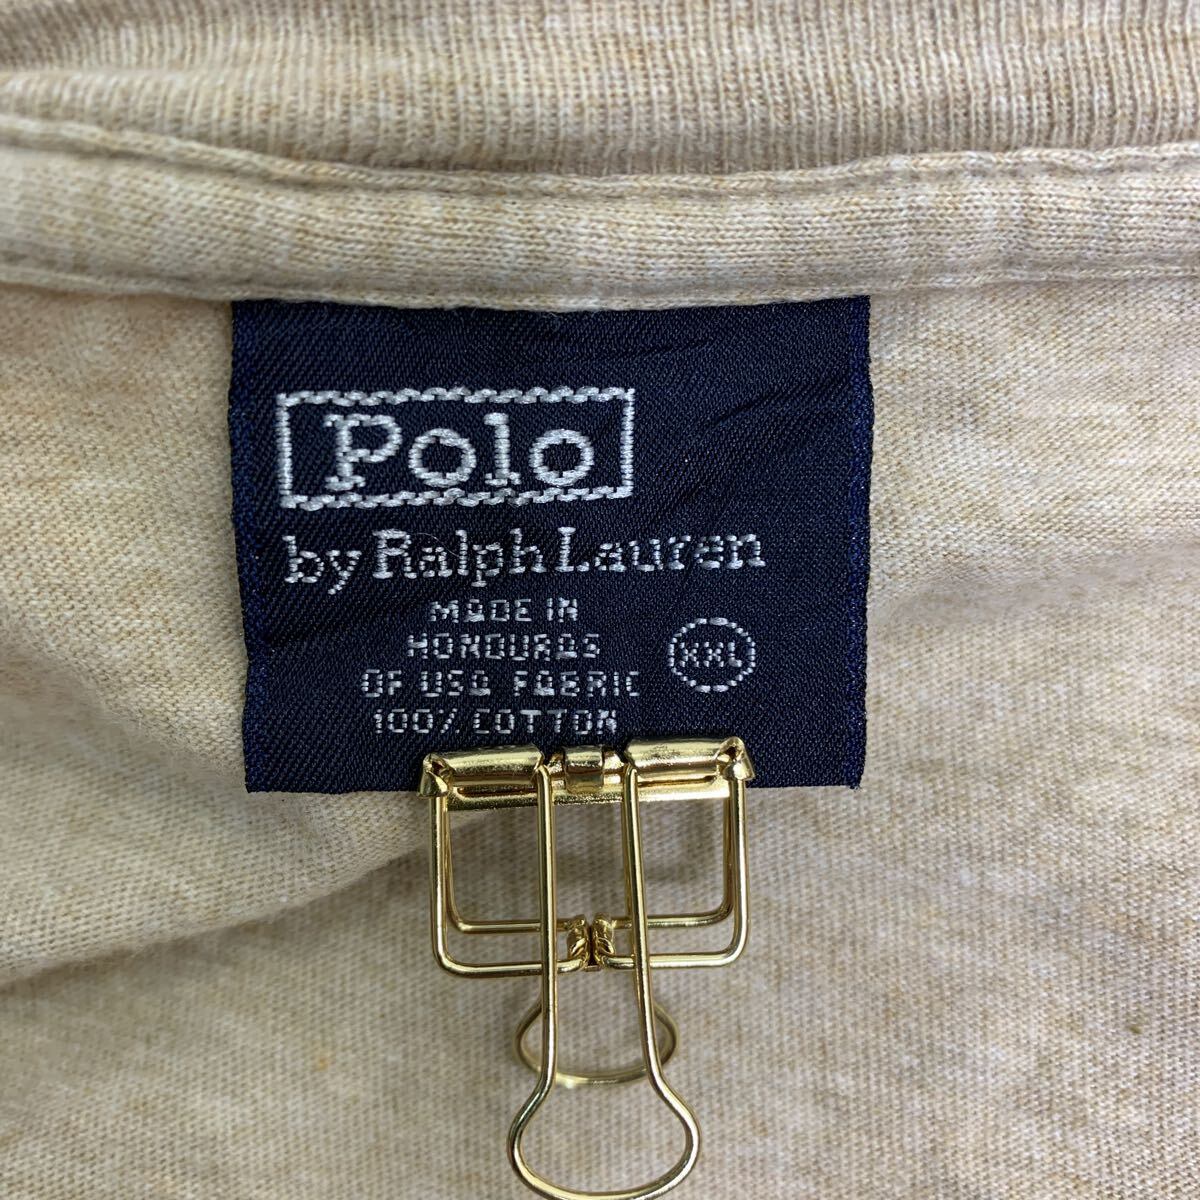 Polo
by Ralph Lauren
MADE IN
HONDURAS
OF USA FABRIC
100% COTTON
XXL